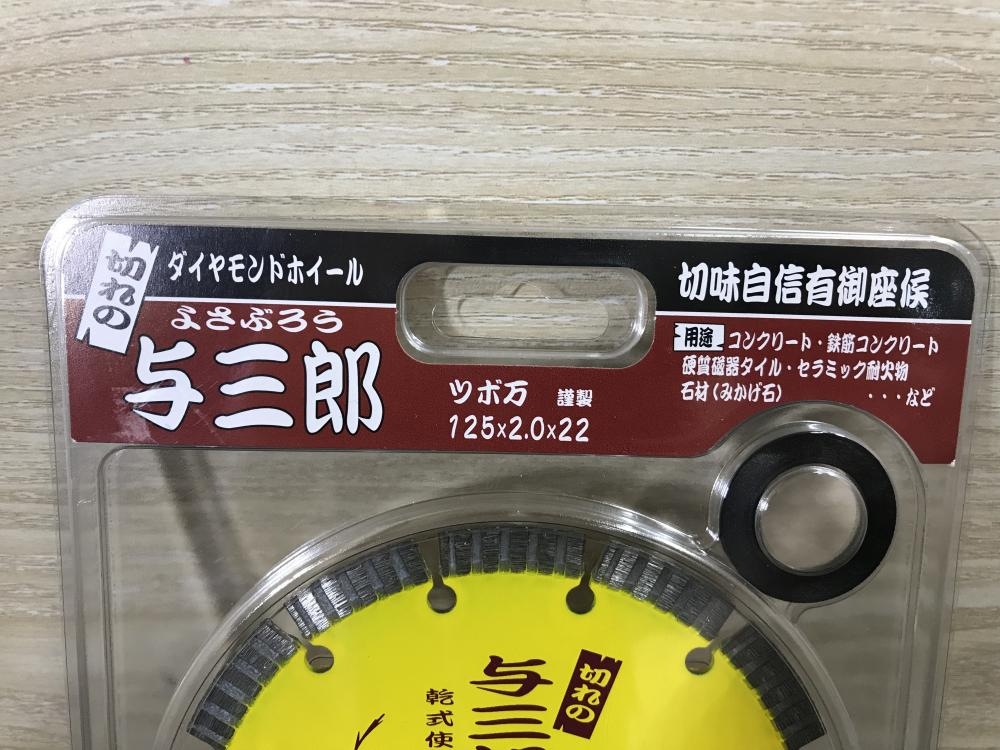 切れの
ダイヤモンドホイール
よさぶろう
与三郎
ツボ万 謹製
125×2.0×22
切味自信有御座候
用途 コンクリート・鉄筋コンクリート
硬質磁器タイル・セラミック耐火物
石材(みかげ石) ・・・など
切れの
与三
乾式使